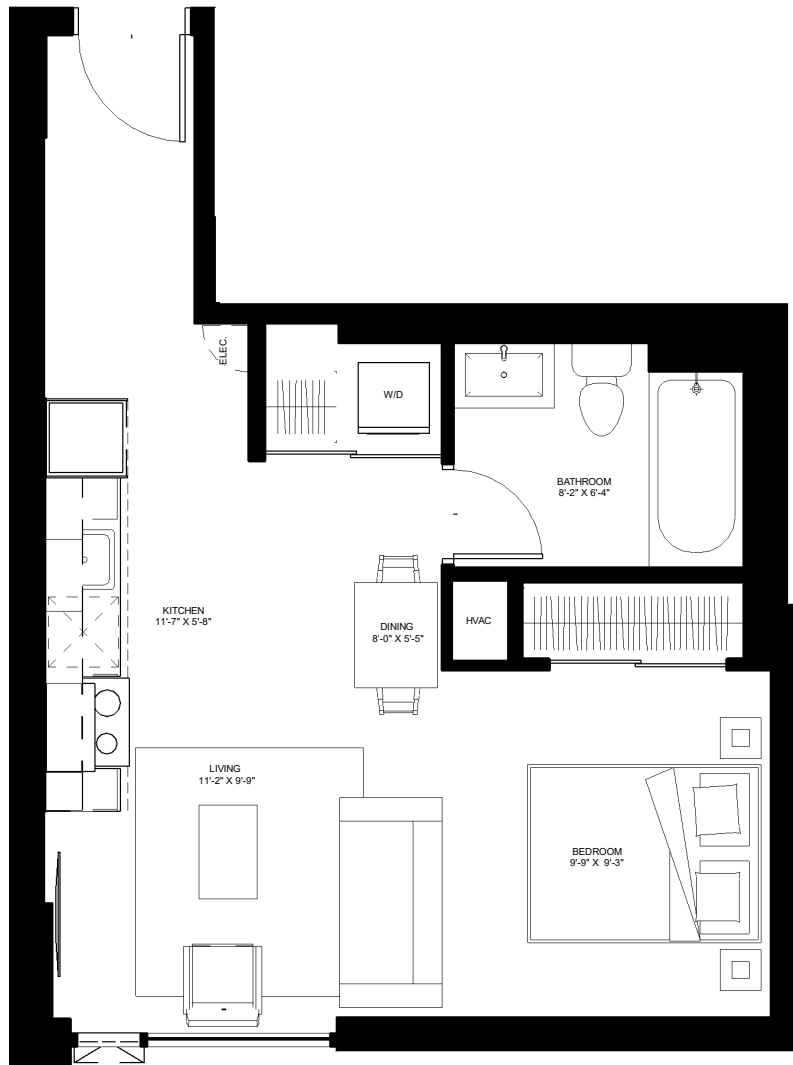 ELEC.
W/D
BATHROOM
8'-2" X 6'-4"
KITCHEN
11'-7" X 5'-8"
DINING
8'-0" X 5'-5"
HVAC
LIVING
11'-2" X 9'-9"
BEDROOM
9'-9" X 9'-3"